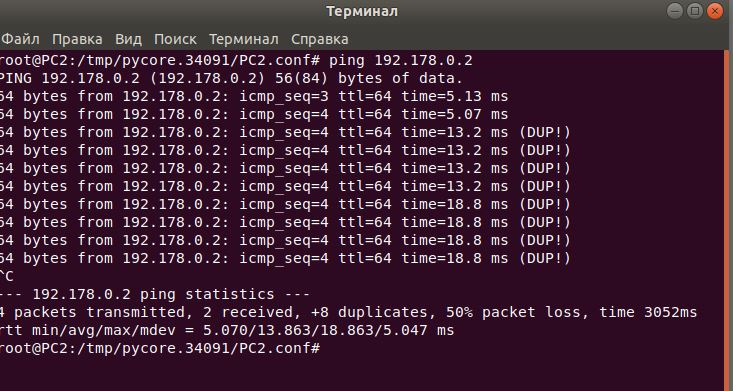 Терминал
Файл Правка Вид Поиск Терминал Справка
root@PC2:/tmp/pycore.34091/PC2.conf# ping 192.178.0.2
PING 192.178.0.2 (192.178.0.2) 56(84) bytes of data.
64 bytes from 192.178.0.2: icmp_seq=3 ttl=64 time=5.13 ms
64 bytes from 192.178.0.2: icmp_seq=4 ttl=64 time=5.07 ms
64 bytes from 192.178.0.2: icmp_seq=4 ttl=64 time=13.2 ms (DUP!)
64 bytes from 192.178.0.2: icmp_seq=4 ttl=64 time=13.2 ms (DUP!)
64 bytes from 192.178.0.2: icmp_seq=4 ttl=64 time=13.2 ms (DUP!)
64 bytes from 192.178.0.2: icmp_seq=4 ttl=64 time=13.2 ms (DUP!)
64 bytes from 192.178.0.2: icmp_seq=4 ttl=64 time=18.8 ms (DUP!)
64 bytes from 192.178.0.2: icmp_seq=4 ttl=64 time=18.8 ms (DUP!)
64 bytes from 192.178.0.2: icmp_seq=4 ttl=64 time=18.8 ms (DUP!)
64 bytes from 192.178.0.2: icmp_seq=4 ttl=64 time=18.8 ms (DUP!)
^C
--- 192.178.0.2 ping statistics ---
4 packets transmitted, 2 received, +8 duplicates, 50% packet loss, time 3052ms
rtt min/avg/max/mdev = 5.070/13.863/18.863/5.047 ms
root@PC2:/tmp/pycore.34091/PC2.conf#